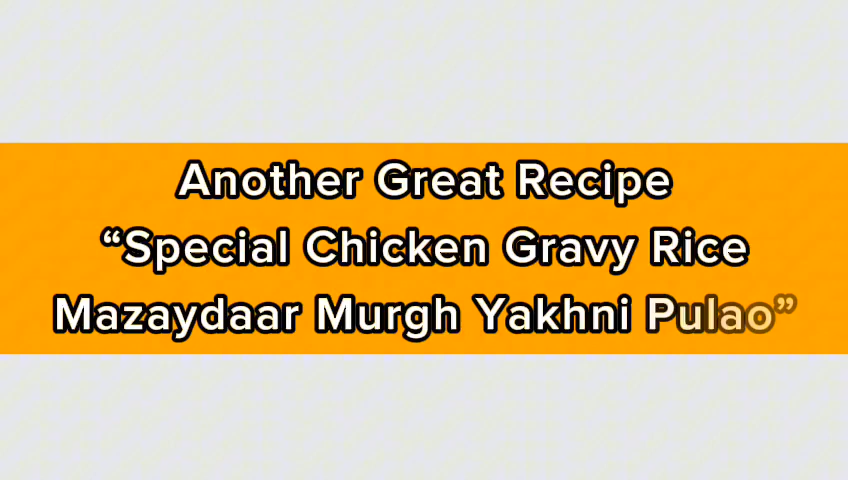 Another Great Recipe
“Special Chicken Gravy Rice
Mazaydaar Murgh Yakhni Pulao”